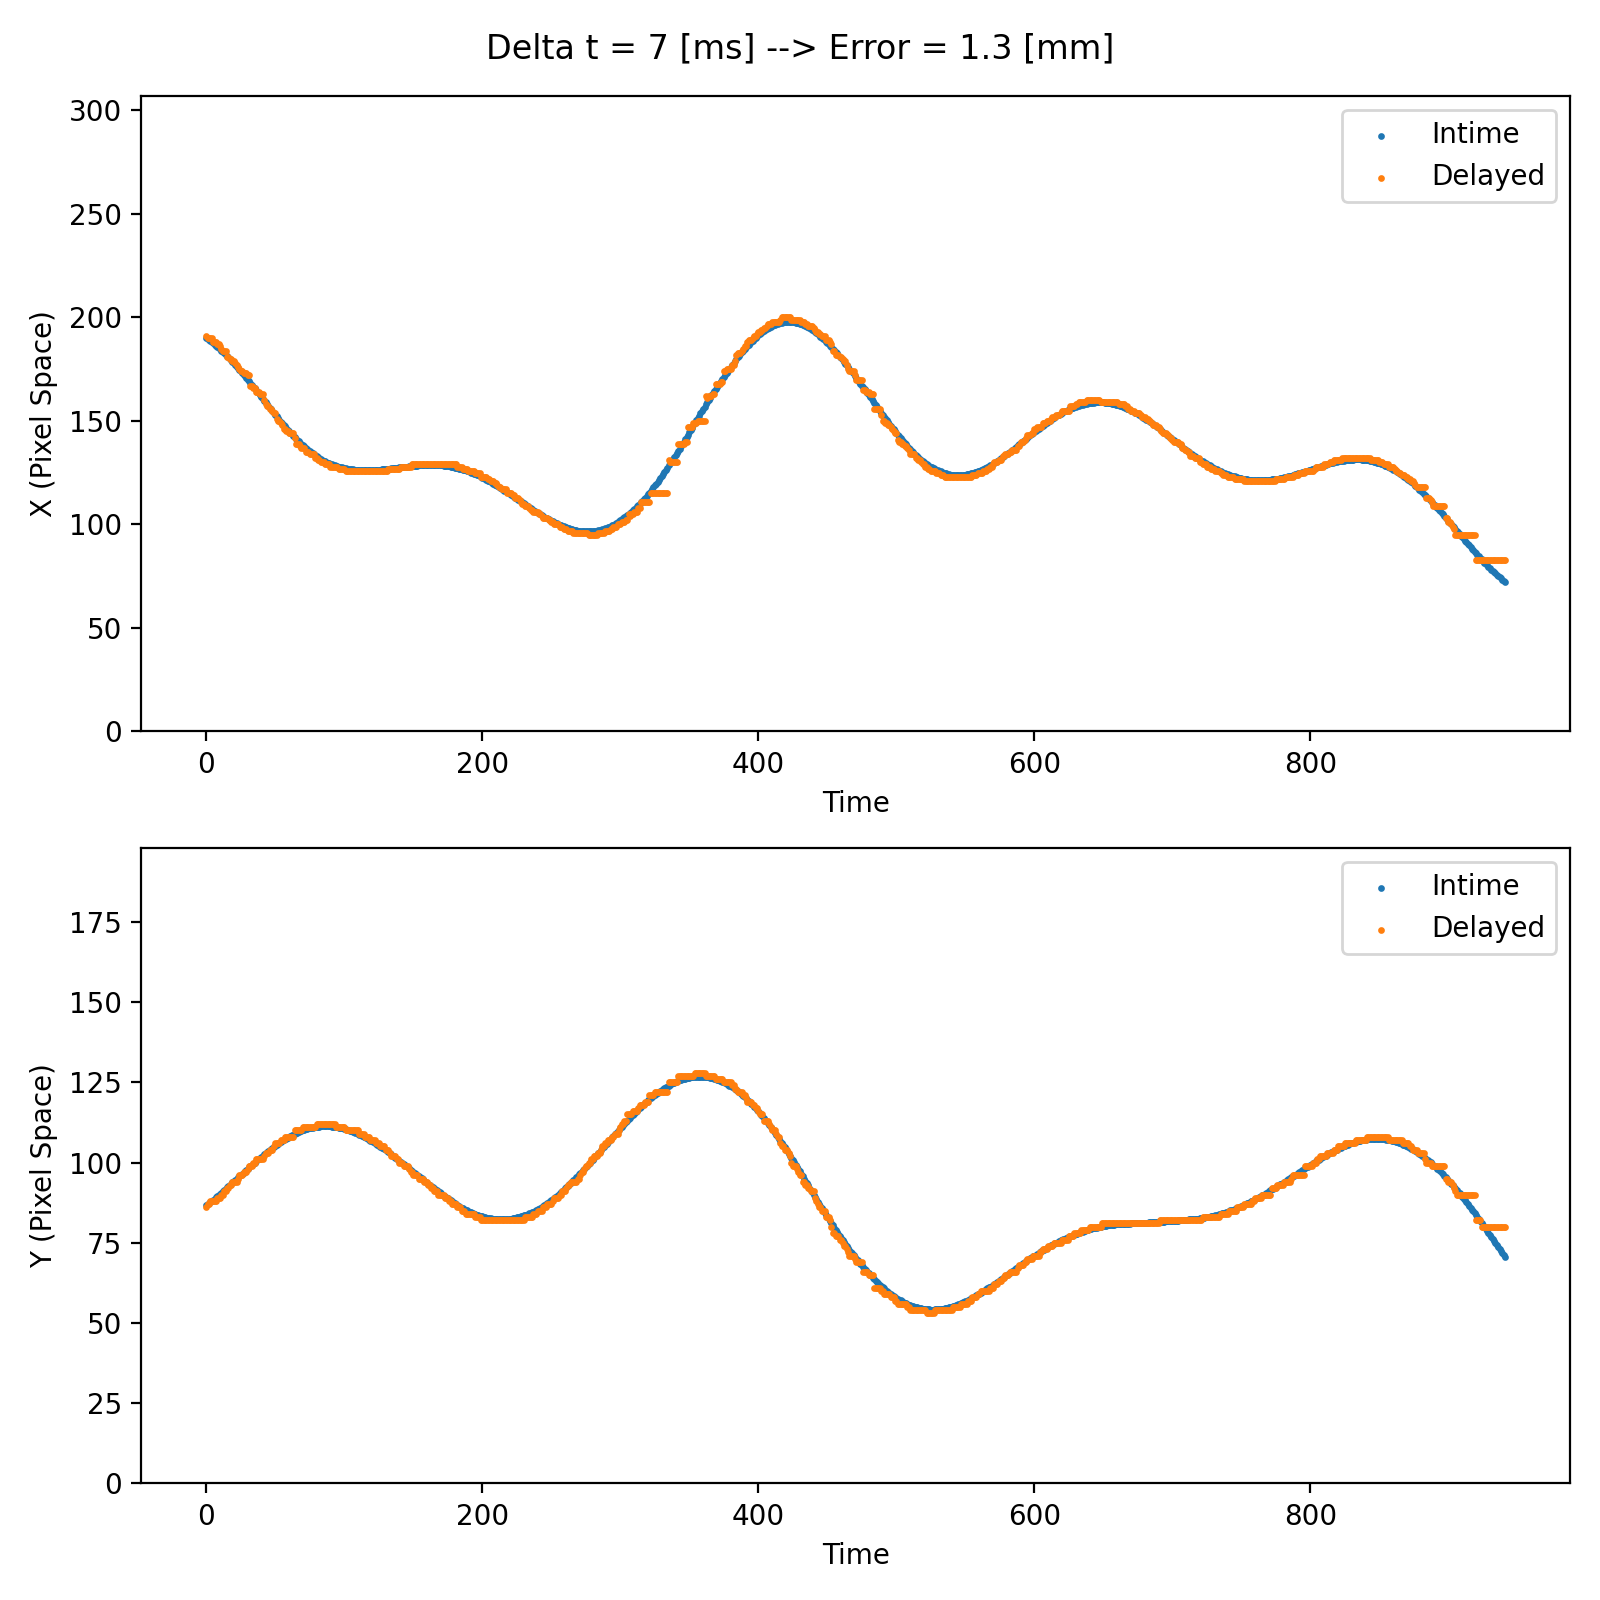 Delta t = 7 [ms] --> Error = 1.3 [mm]
300
250
200
150
100
50
0
X (Pixel Space)
Intime
Delayed
0 200 400 600 800
Time
175
150
125
100
75
50
25
0
Y (Pixel Space)
Intime
Delayed
0 200 400 600 800
Time